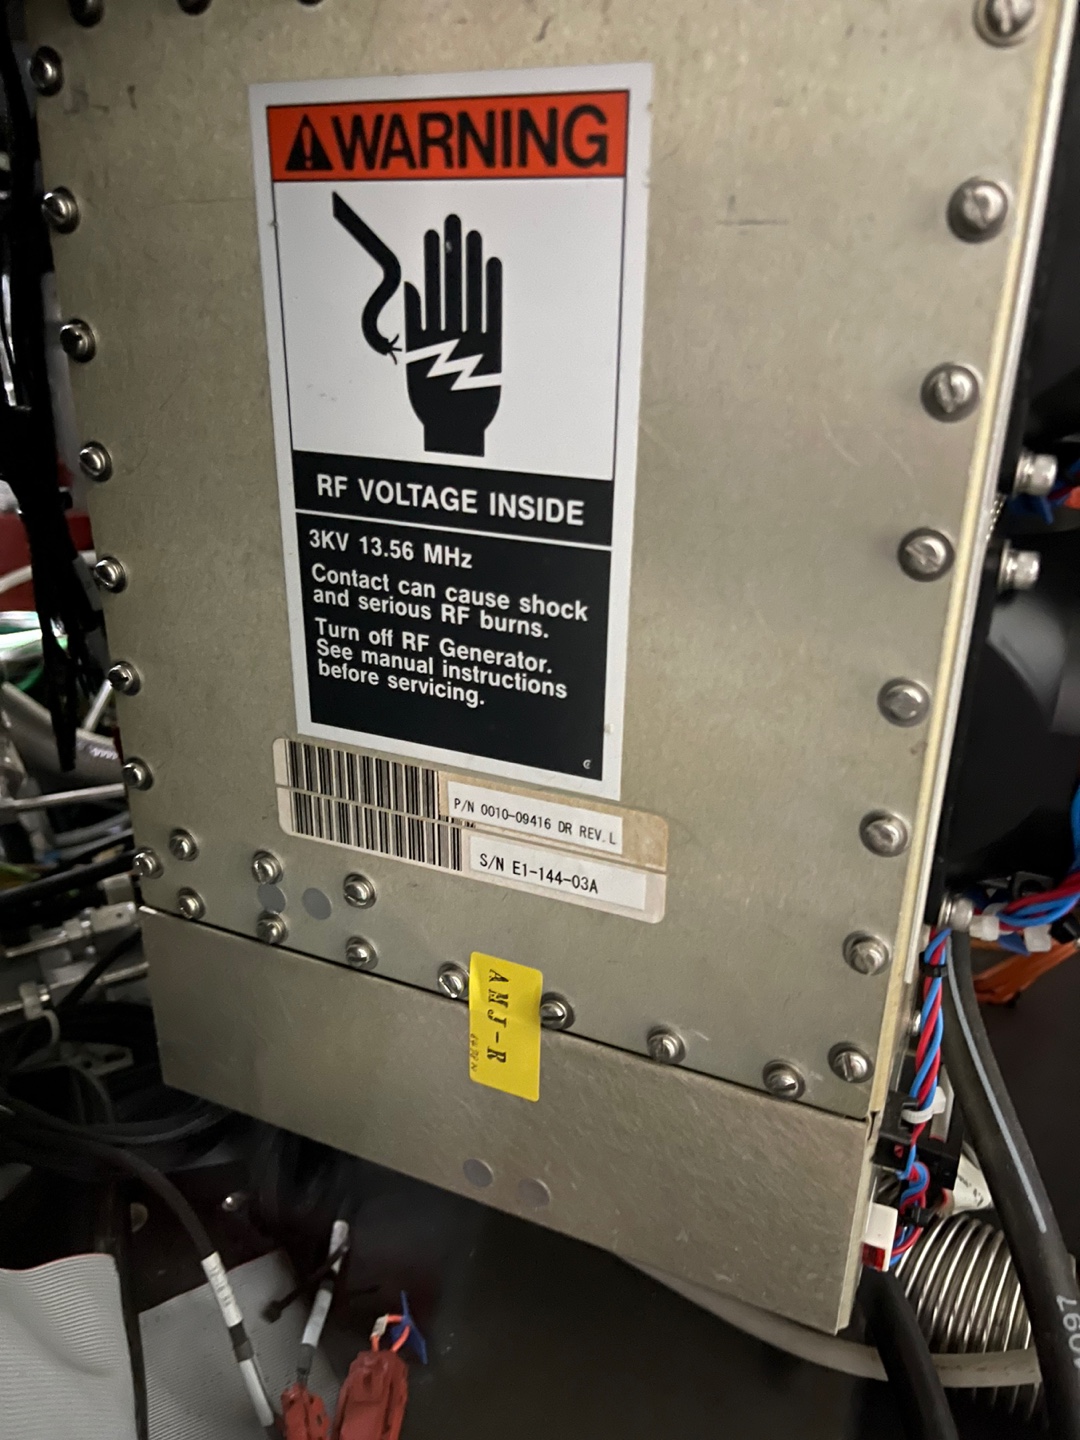 WARNING
RF VOLTAGE INSIDE
3KV 13.56 MHz
Contact can cause shock
and serious RF burns.
Turn off RF Generator.
See manual instructions
before servicing.
P/N 0010-09416 DR REV.L
S/N E1-144-03A
AMJ-R
1097